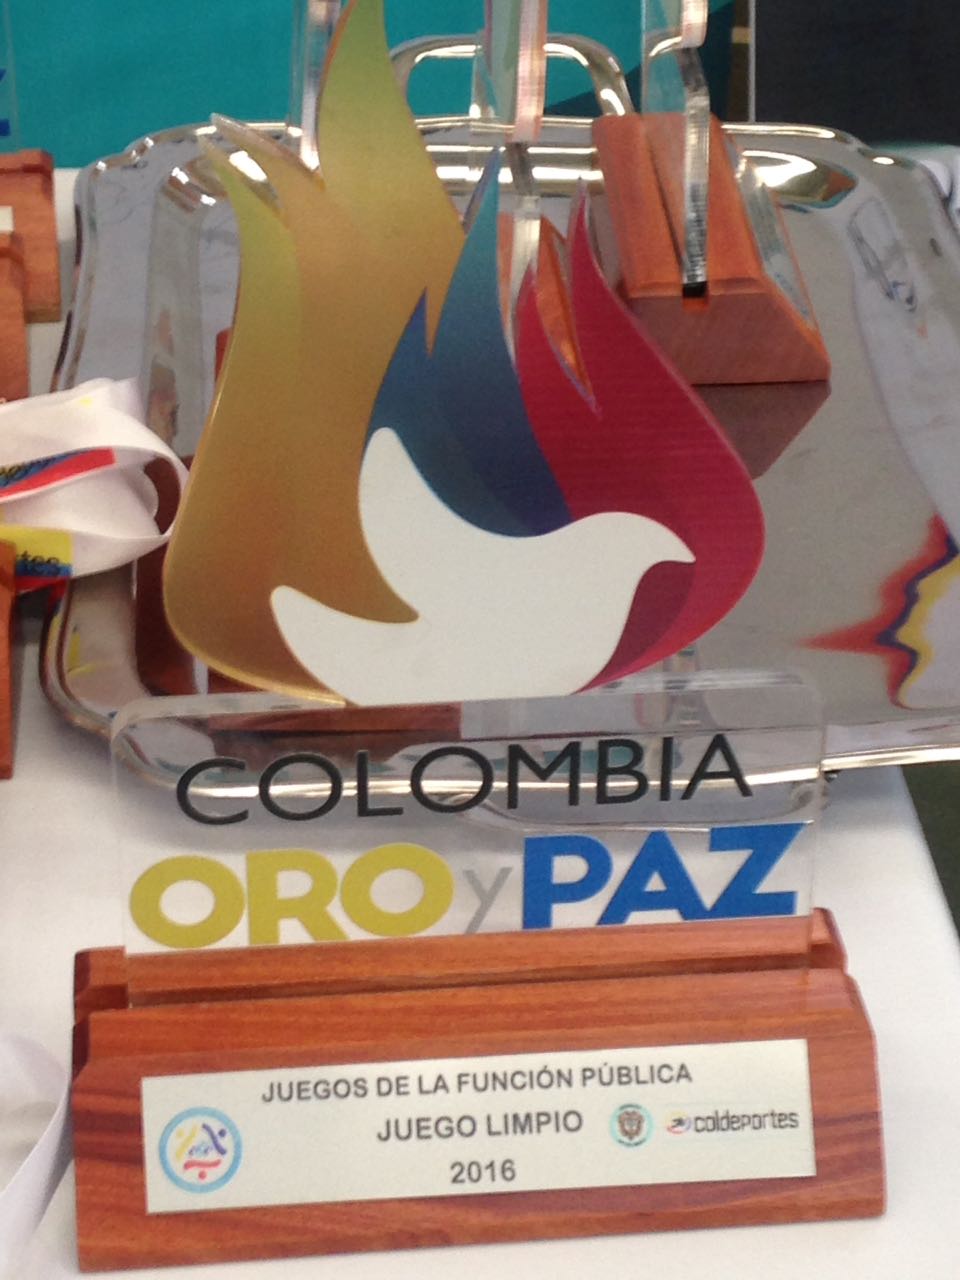 COLOMBIA
ORO y PAZ
JUEGOS DE LA FUNCIÓN PÚBLICA
JUEGO LIMPIO
coldeportes
2016